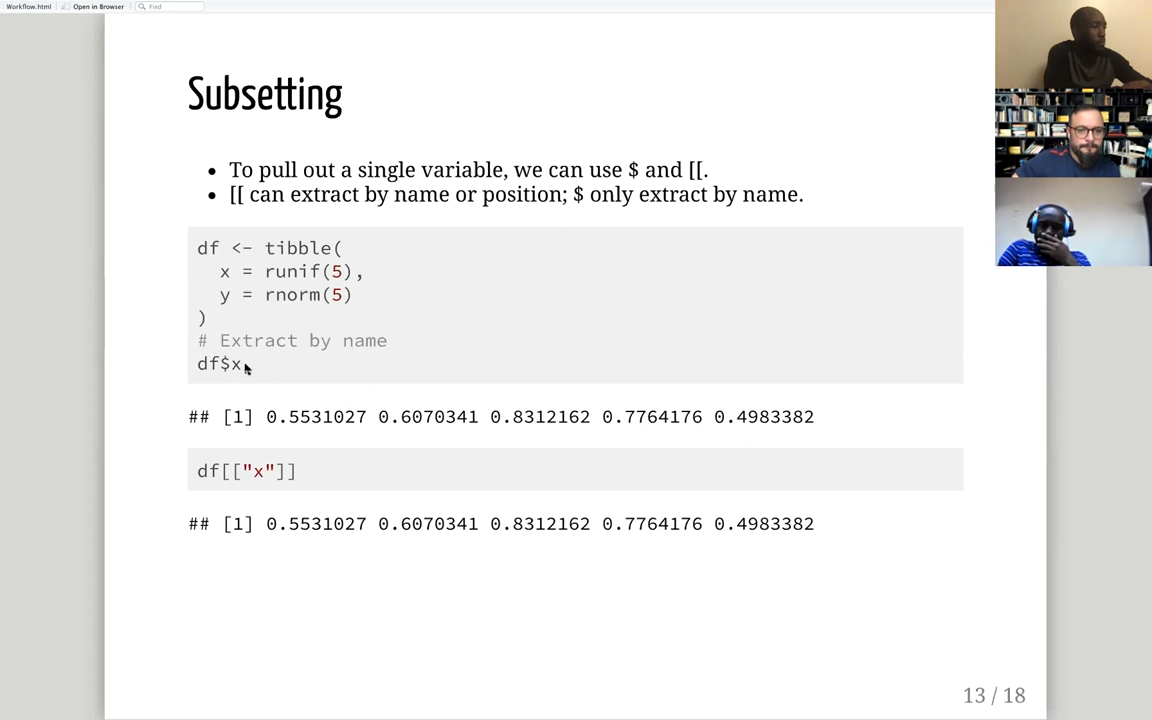 Workflow.html Open in Browser Find
Subsetting
• To pull out a single variable, we can use $ and [[.
• [[ can extract by name or position; $ only extract by name.
df <- tibble(
  x = runif(5),
  y = rnorm(5)
)
# Extract by name
df$x
## [1] 0.5531027 0.6070341 0.8312162 0.7764176 0.4983382
df[["x"]]
## [1] 0.5531027 0.6070341 0.8312162 0.7764176 0.4983382
13 / 18